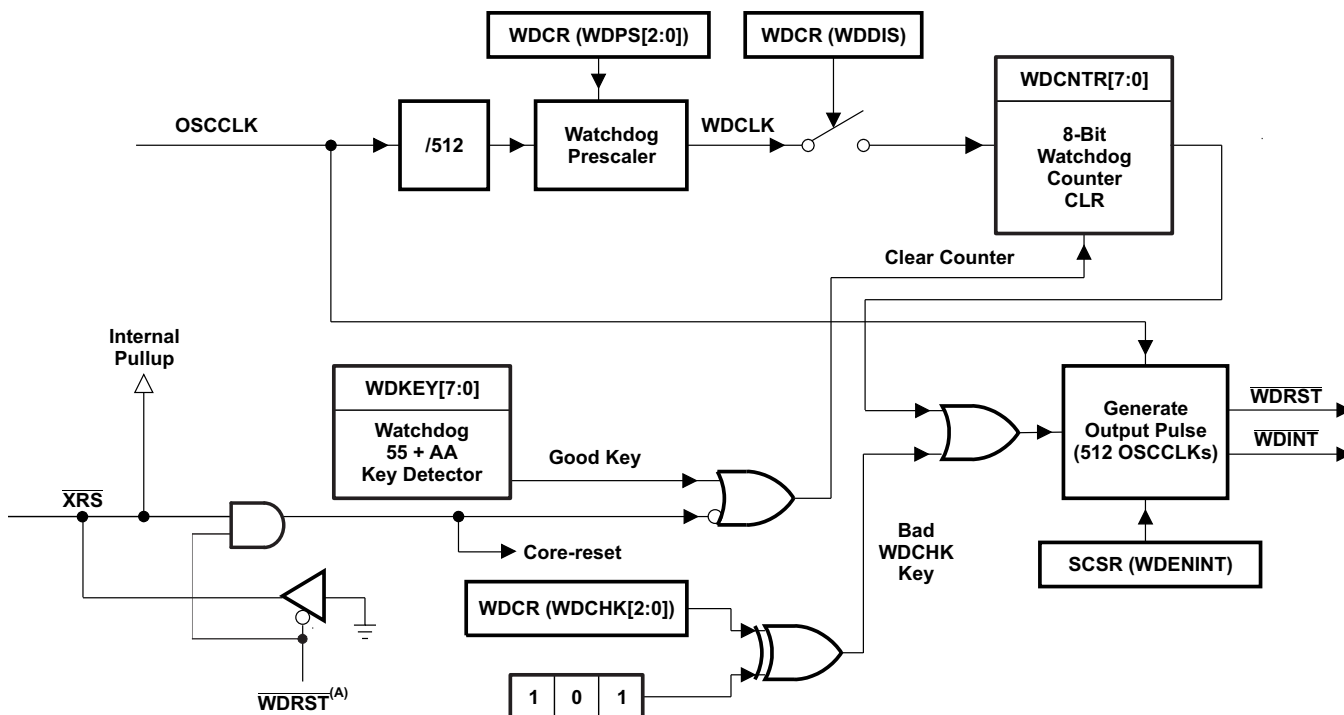 WDCR (WDPS[2:0])
WDCR (WDDIS)
WDCNTR[7:0]
OSCCLK
/512
Watchdog
Prescaler
WDCLK
8-Bit
Watchdog
Counter
CLR
Clear Counter
Internal
Pullup
WDKEY[7:0]
Watchdog
55 + AA
Key Detector
Good Key
Generate
Output Pulse
(512 OSCCLKs)
WDRST
WDINT
XRS
Core-reset
Bad
WDCHK
Key
SCSR (WDENINT)
WDCR (WDCHK[2:0])
WDRST(A)
1 0 1